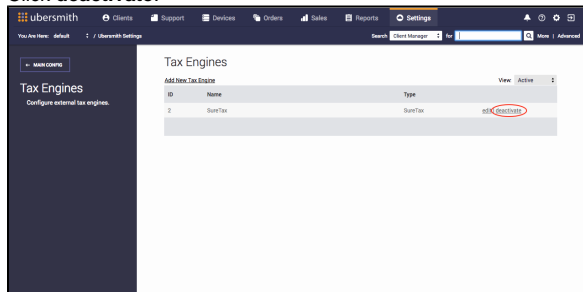 Click deactivate.
ubersmith Clients Support Devices Orders Sales Reports Settings
You Are Here: default / Ubersmith Settings Search Client Manager for More | Advanced
← MAIN CONFIG
Tax Engines
Configure external tax engines.
Tax Engines
Add New Tax Engine View: Active
ID Name Type
2 SureTax SureTax edit deactivate